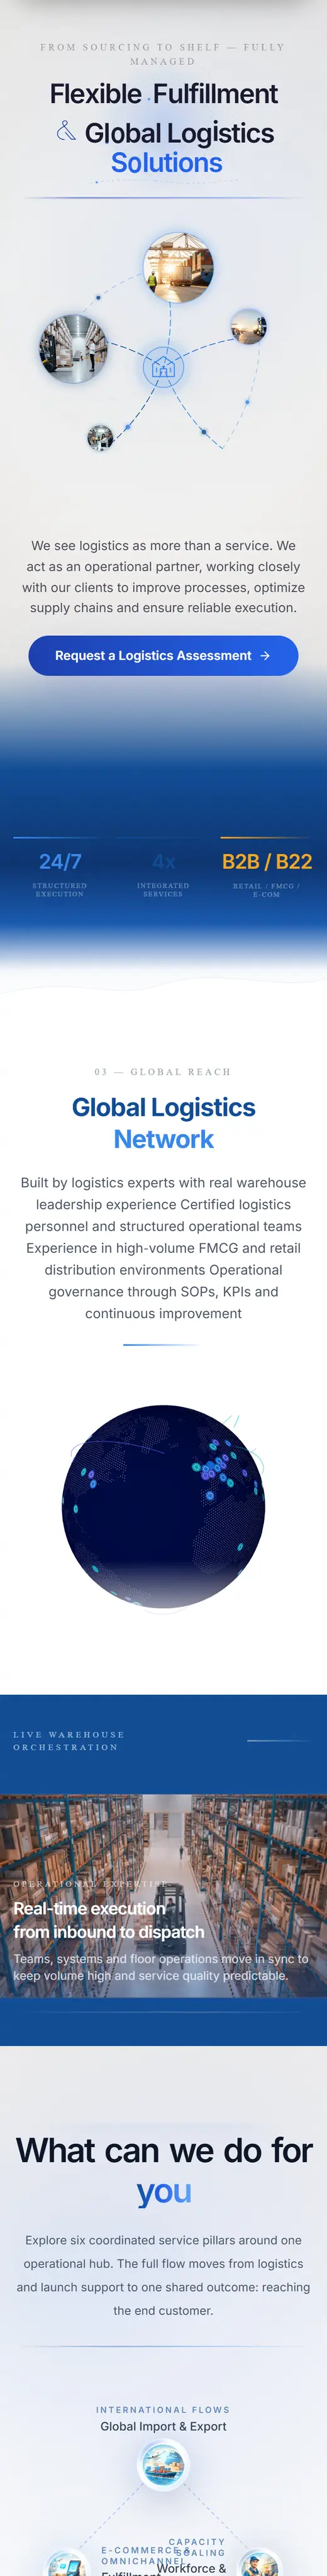 FROM SOURCING TO SHELF — FULLY
MANAGED
Flexible · Fulfillment
& Global Logistics
Solutions
We see logistics as more than a service. We
act as an operational partner, working closely
with our clients to improve processes, optimize
supply chains and ensure reliable execution.
Request a Logistics Assessment →
24/7
STRUCTURED
EXECUTION
4x
INTEGRATED
SERVICES
B2B / B22
RETAIL / FMCG /
E-COM
03 — GLOBAL REACH
Global Logistics
Network
Built by logistics experts with real warehouse
leadership experience Certified logistics
personnel and structured operational teams
Experience in high-volume FMCG and retail
distribution environments Operational
governance through SOPs, KPIs and
continuous improvement
LIVE WAREHOUSE
ORCHESTRATION
OPERATIONAL EXPERTISE
Real-time execution
from inbound to dispatch
Teams, systems and floor operations move in sync to
keep volume high and service quality predictable.
What can we do for
you
Explore six coordinated service pillars around one
operational hub. The full flow moves from logistics
and launch support to one shared outcome: reaching
the end customer.
INTERNATIONAL FLOWS
Global Import & Export
E-COMMERCE &
OMNICHANNEL
Fulfillment
CAPACITY
SCALING
Workforce &